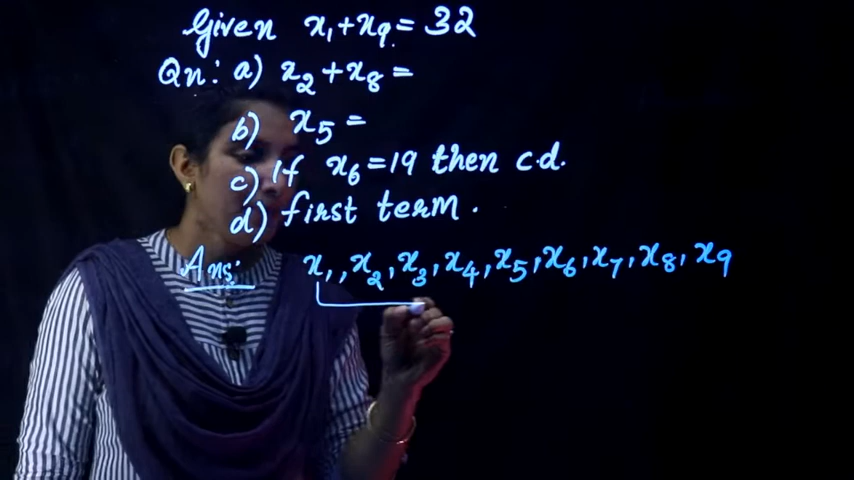 Given x₁+x₉ = 32
Qn: a) x₂+x₈ =
b) x₅ =
c) If x₆=19 then c.d.
d) first term.
Ans: x₁, x₂, x₃, x₄, x₅, x₆, x₇, x₈, x₉